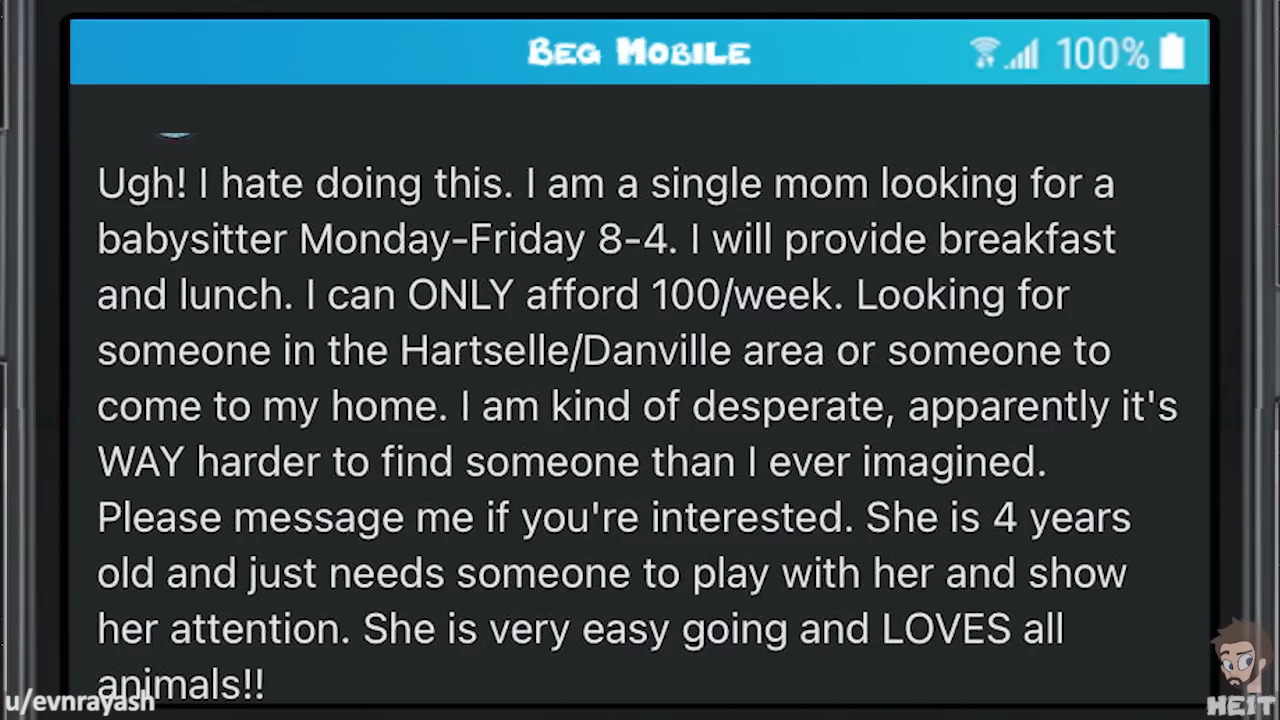 BEG MOBILE
100%
Ugh! I hate doing this. I am a single mom looking for a
babysitter Monday-Friday 8-4. I will provide breakfast
and lunch. I can ONLY afford 100/week. Looking for
someone in the Hartselle/Danville area or someone to
come to my home. I am kind of desperate, apparently it's
WAY harder to find someone than I ever imagined.
Please message me if you're interested. She is 4 years
old and just needs someone to play with her and show
her attention. She is very easy going and LOVES all
animals!!
u/evnrayash
HEIT